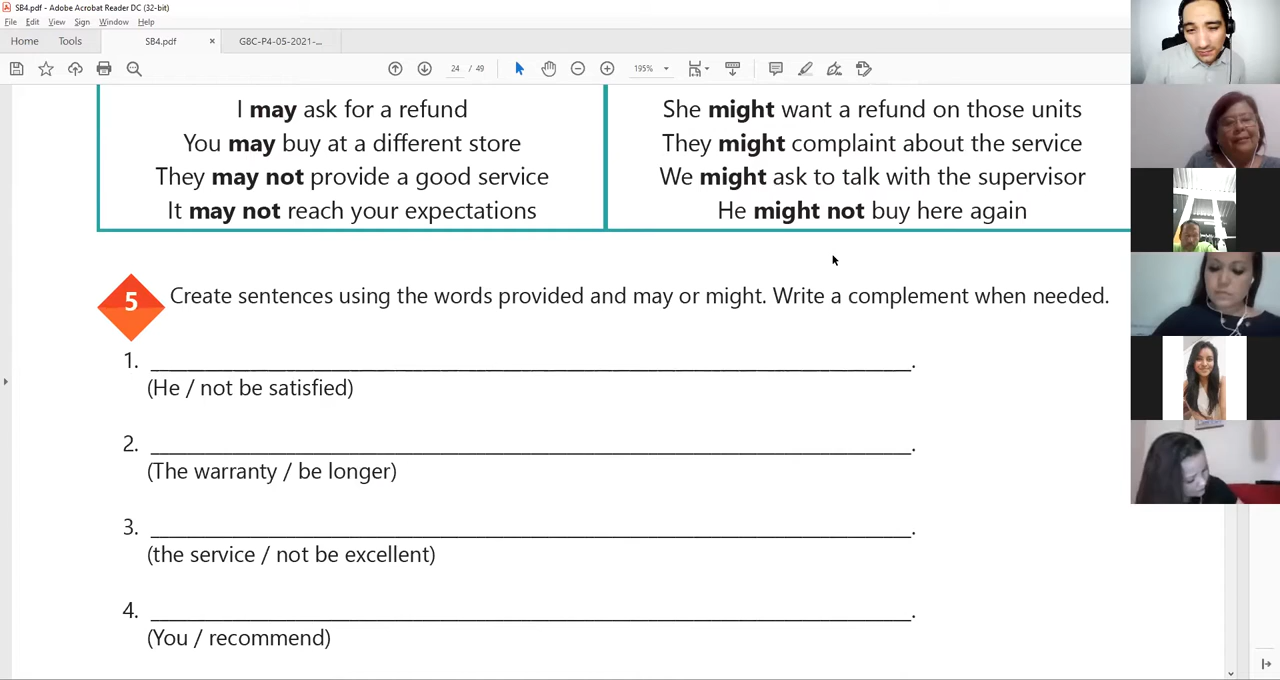 SB4.pdf - Adobe Acrobat Reader DC (32-bit)
File Edit View Sign Window Help
Home Tools SB4.pdf × GBC-P4-05-2021-...
24 / 49 195%
I may ask for a refund
You may buy at a different store
They may not provide a good service
It may not reach your expectations
She might want a refund on those units
They might complaint about the service
We might ask to talk with the supervisor
He might not buy here again
5 Create sentences using the words provided and may or might. Write a complement when needed.
1. ______________________________.
(He / not be satisfied)
2. ______________________________.
(The warranty / be longer)
3. ______________________________.
(the service / not be excellent)
4. ______________________________.
(You / recommend)